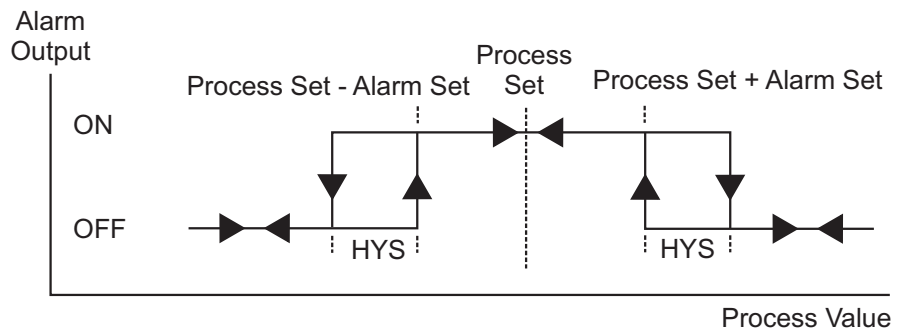 Alarm
Output
Process
Set
Process Set - Alarm Set
Process Set + Alarm Set
ON
OFF
HYS
HYS
Process Value